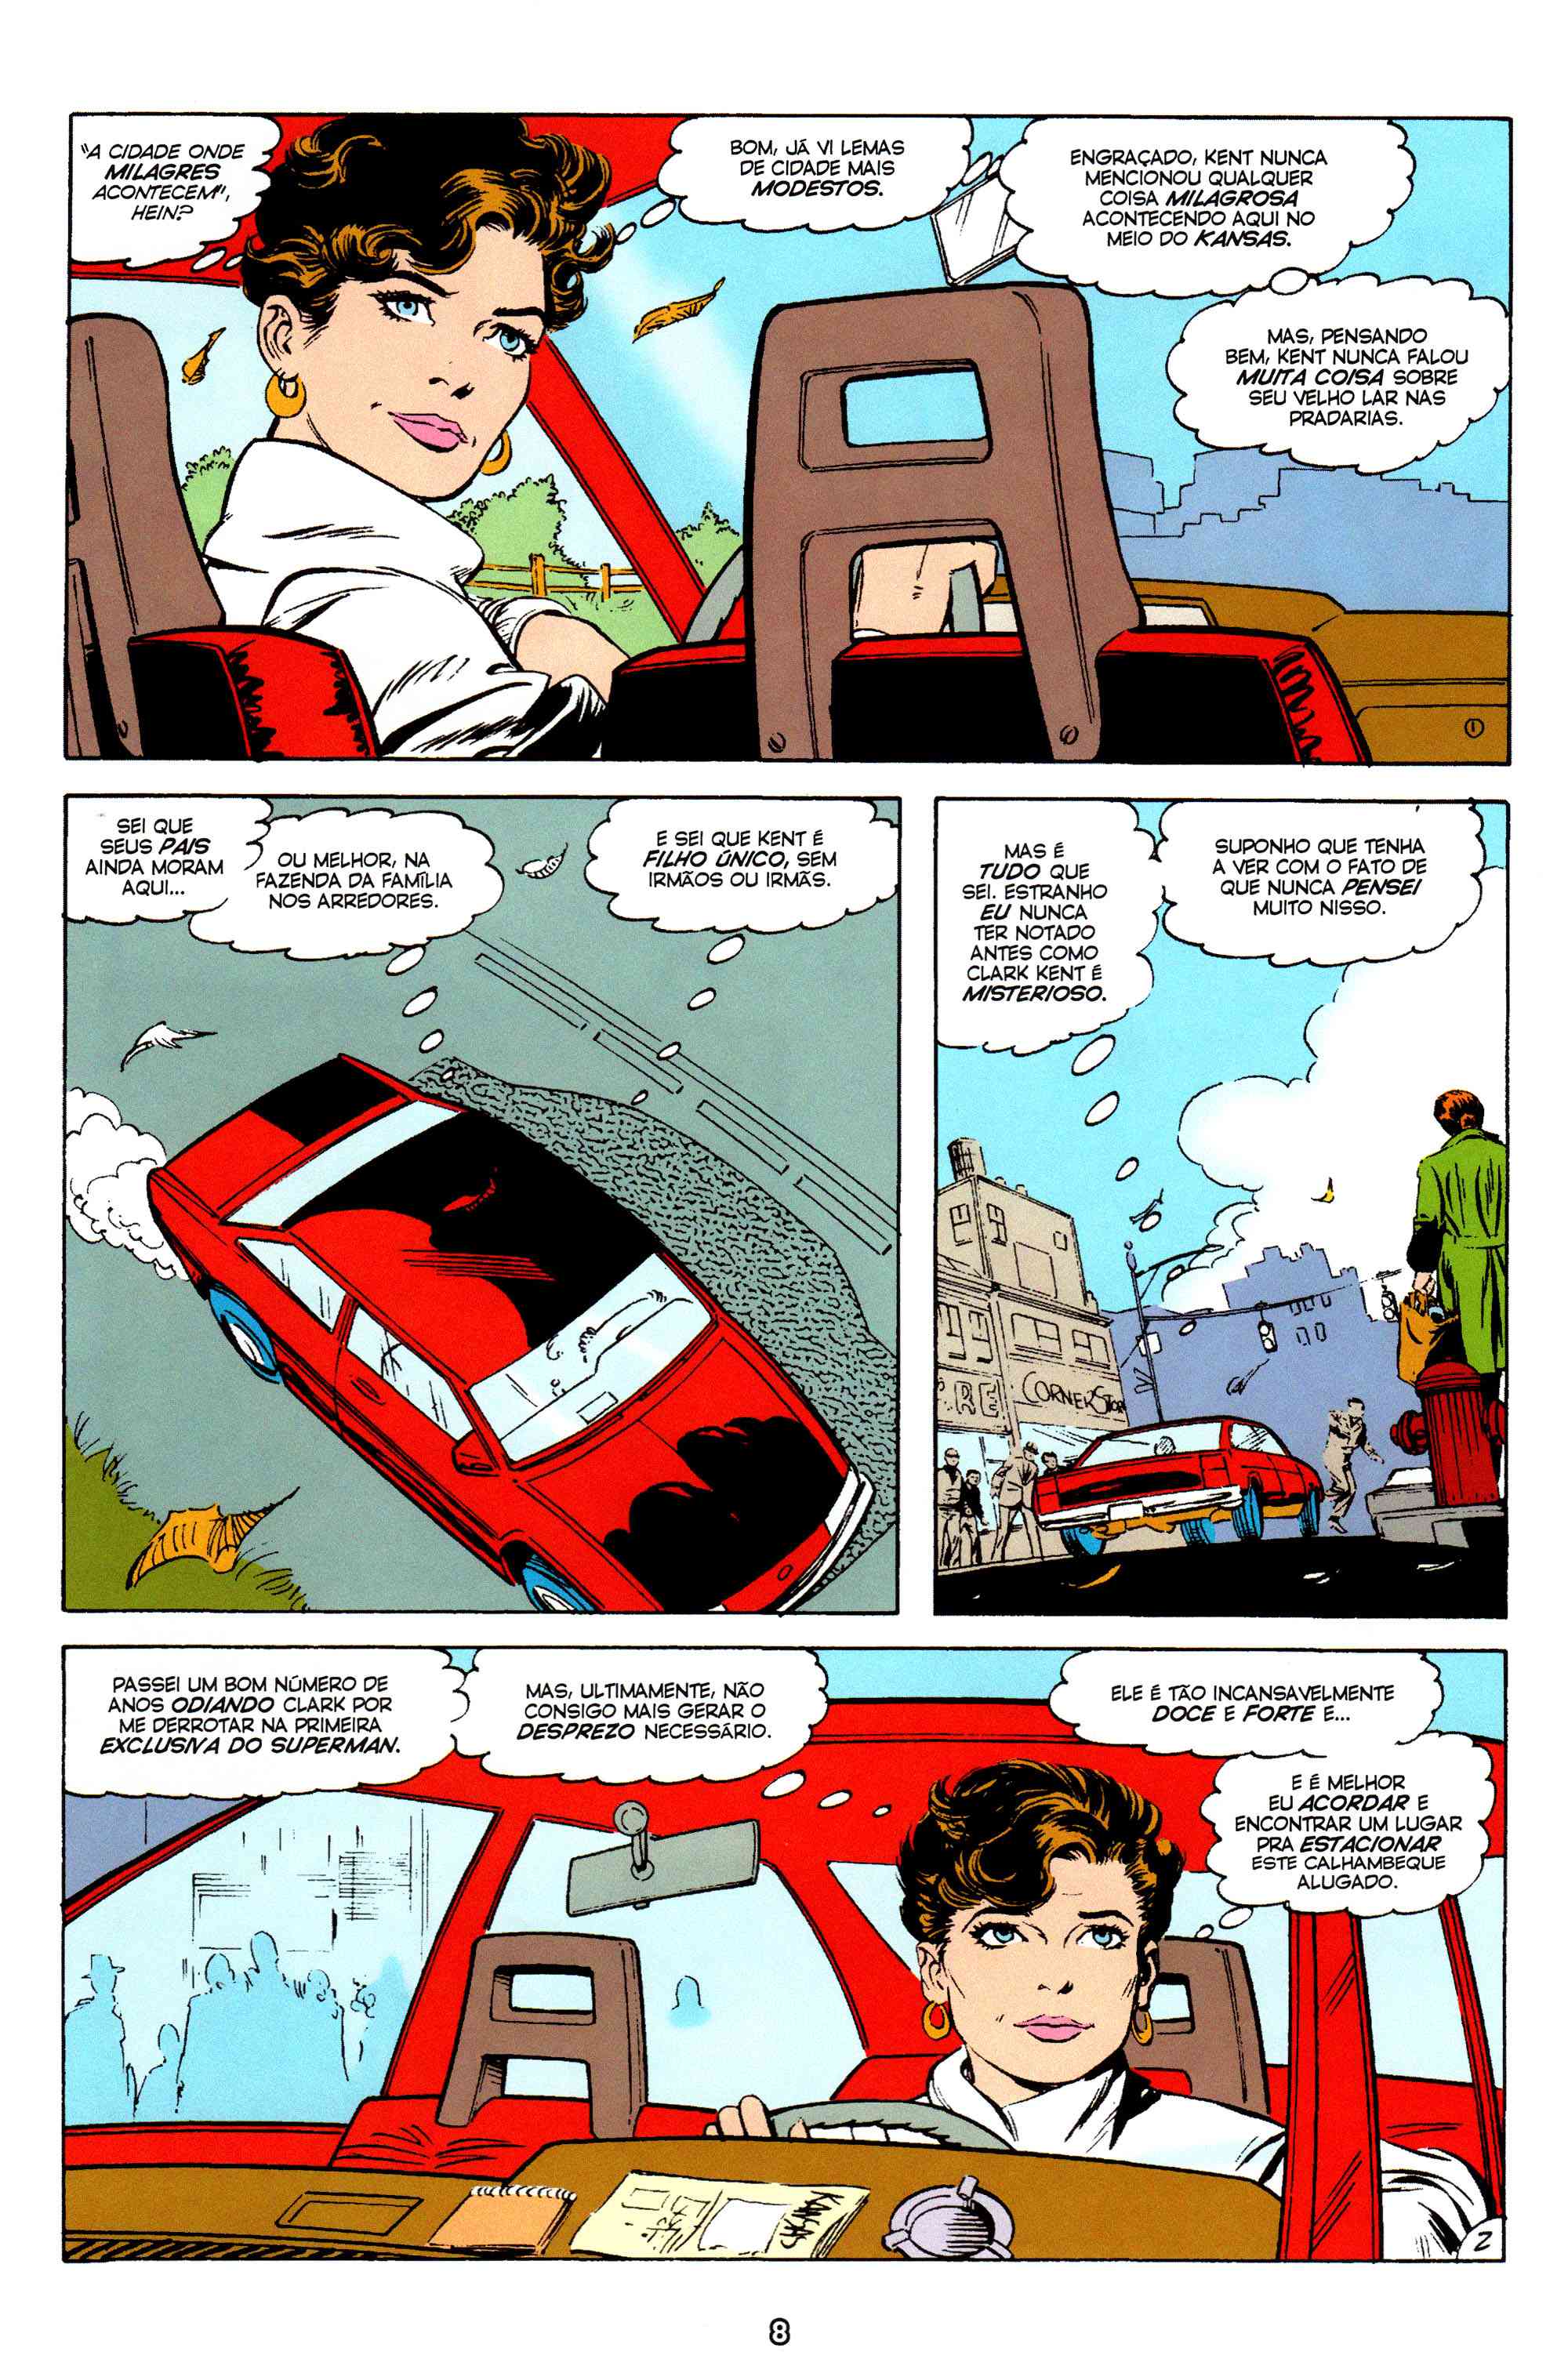 "A CIDADE ONDE
MILAGRES
ACONTECEM",
HEIN?
BOM, JÁ VI LEMAS
DE CIDADE MAIS
MODESTOS.
ENGRAÇADO, KENT NUNCA
MENCIONOU QUALQUER
COISA MILAGROSA
ACONTECENDO AQUI NO
MEIO DO KANSAS.
MAS, PENSANDO
BEM, KENT NUNCA FALOU
MUITA COISA SOBRE
SEU VELHO LAR NAS
PRADARIAS.
1
SEI QUE
SEUS PAIS
AINDA MORAM
AQUI...
OU MELHOR, NA
FAZENDA DA FAMÍLIA
NOS ARREDORES.
E SEI QUE KENT É
FILHO ÚNICO, SEM
IRMÃOS OU IRMÃS.
MAS É
TUDO QUE
SEI. ESTRANHO
EU NUNCA
TER NOTADO
ANTES COMO
CLARK KENT É
MISTERIOSO.
SUPONHO QUE TENHA
A VER COM O FATO DE
QUE NUNCA PENSEI
MUITO NISSO.
RE
CORNER STOR
PASSEI UM BOM NÚMERO DE
ANOS ODIANDO CLARK POR
ME DERROTAR NA PRIMEIRA
EXCLUSIVA DO SUPERMAN.
MAS, ULTIMAMENTE, NÃO
CONSIGO MAIS GERAR O
DESPREZO NECESSÁRIO.
ELE É TÃO INCANSAVELMENTE
DOCE E FORTE E...
E É MELHOR
EU ACORDAR E
ENCONTRAR UM LUGAR
PRA ESTACIONAR
ESTE CALHAMBEQUE
ALUGADO.
KANSAS
2
8